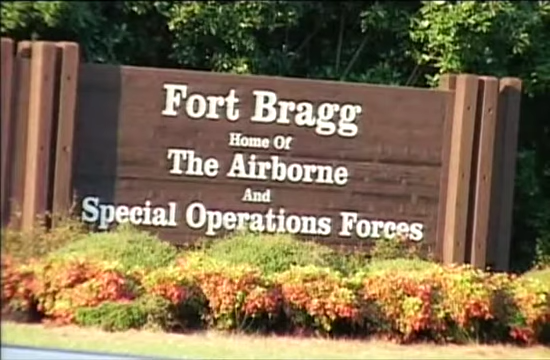 Fort Bragg
Home Of
The Airborne
And
Special Operations Forces